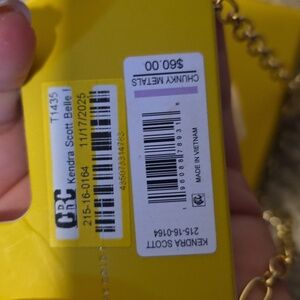 T1435
Kendra Scott Belle I
CRC
215-16-0164 11/17/2025
435073314763
$60.00
CHUNKY METALS
MADE IN VIETNAM
215-16-0164
KENDRA SCOTT